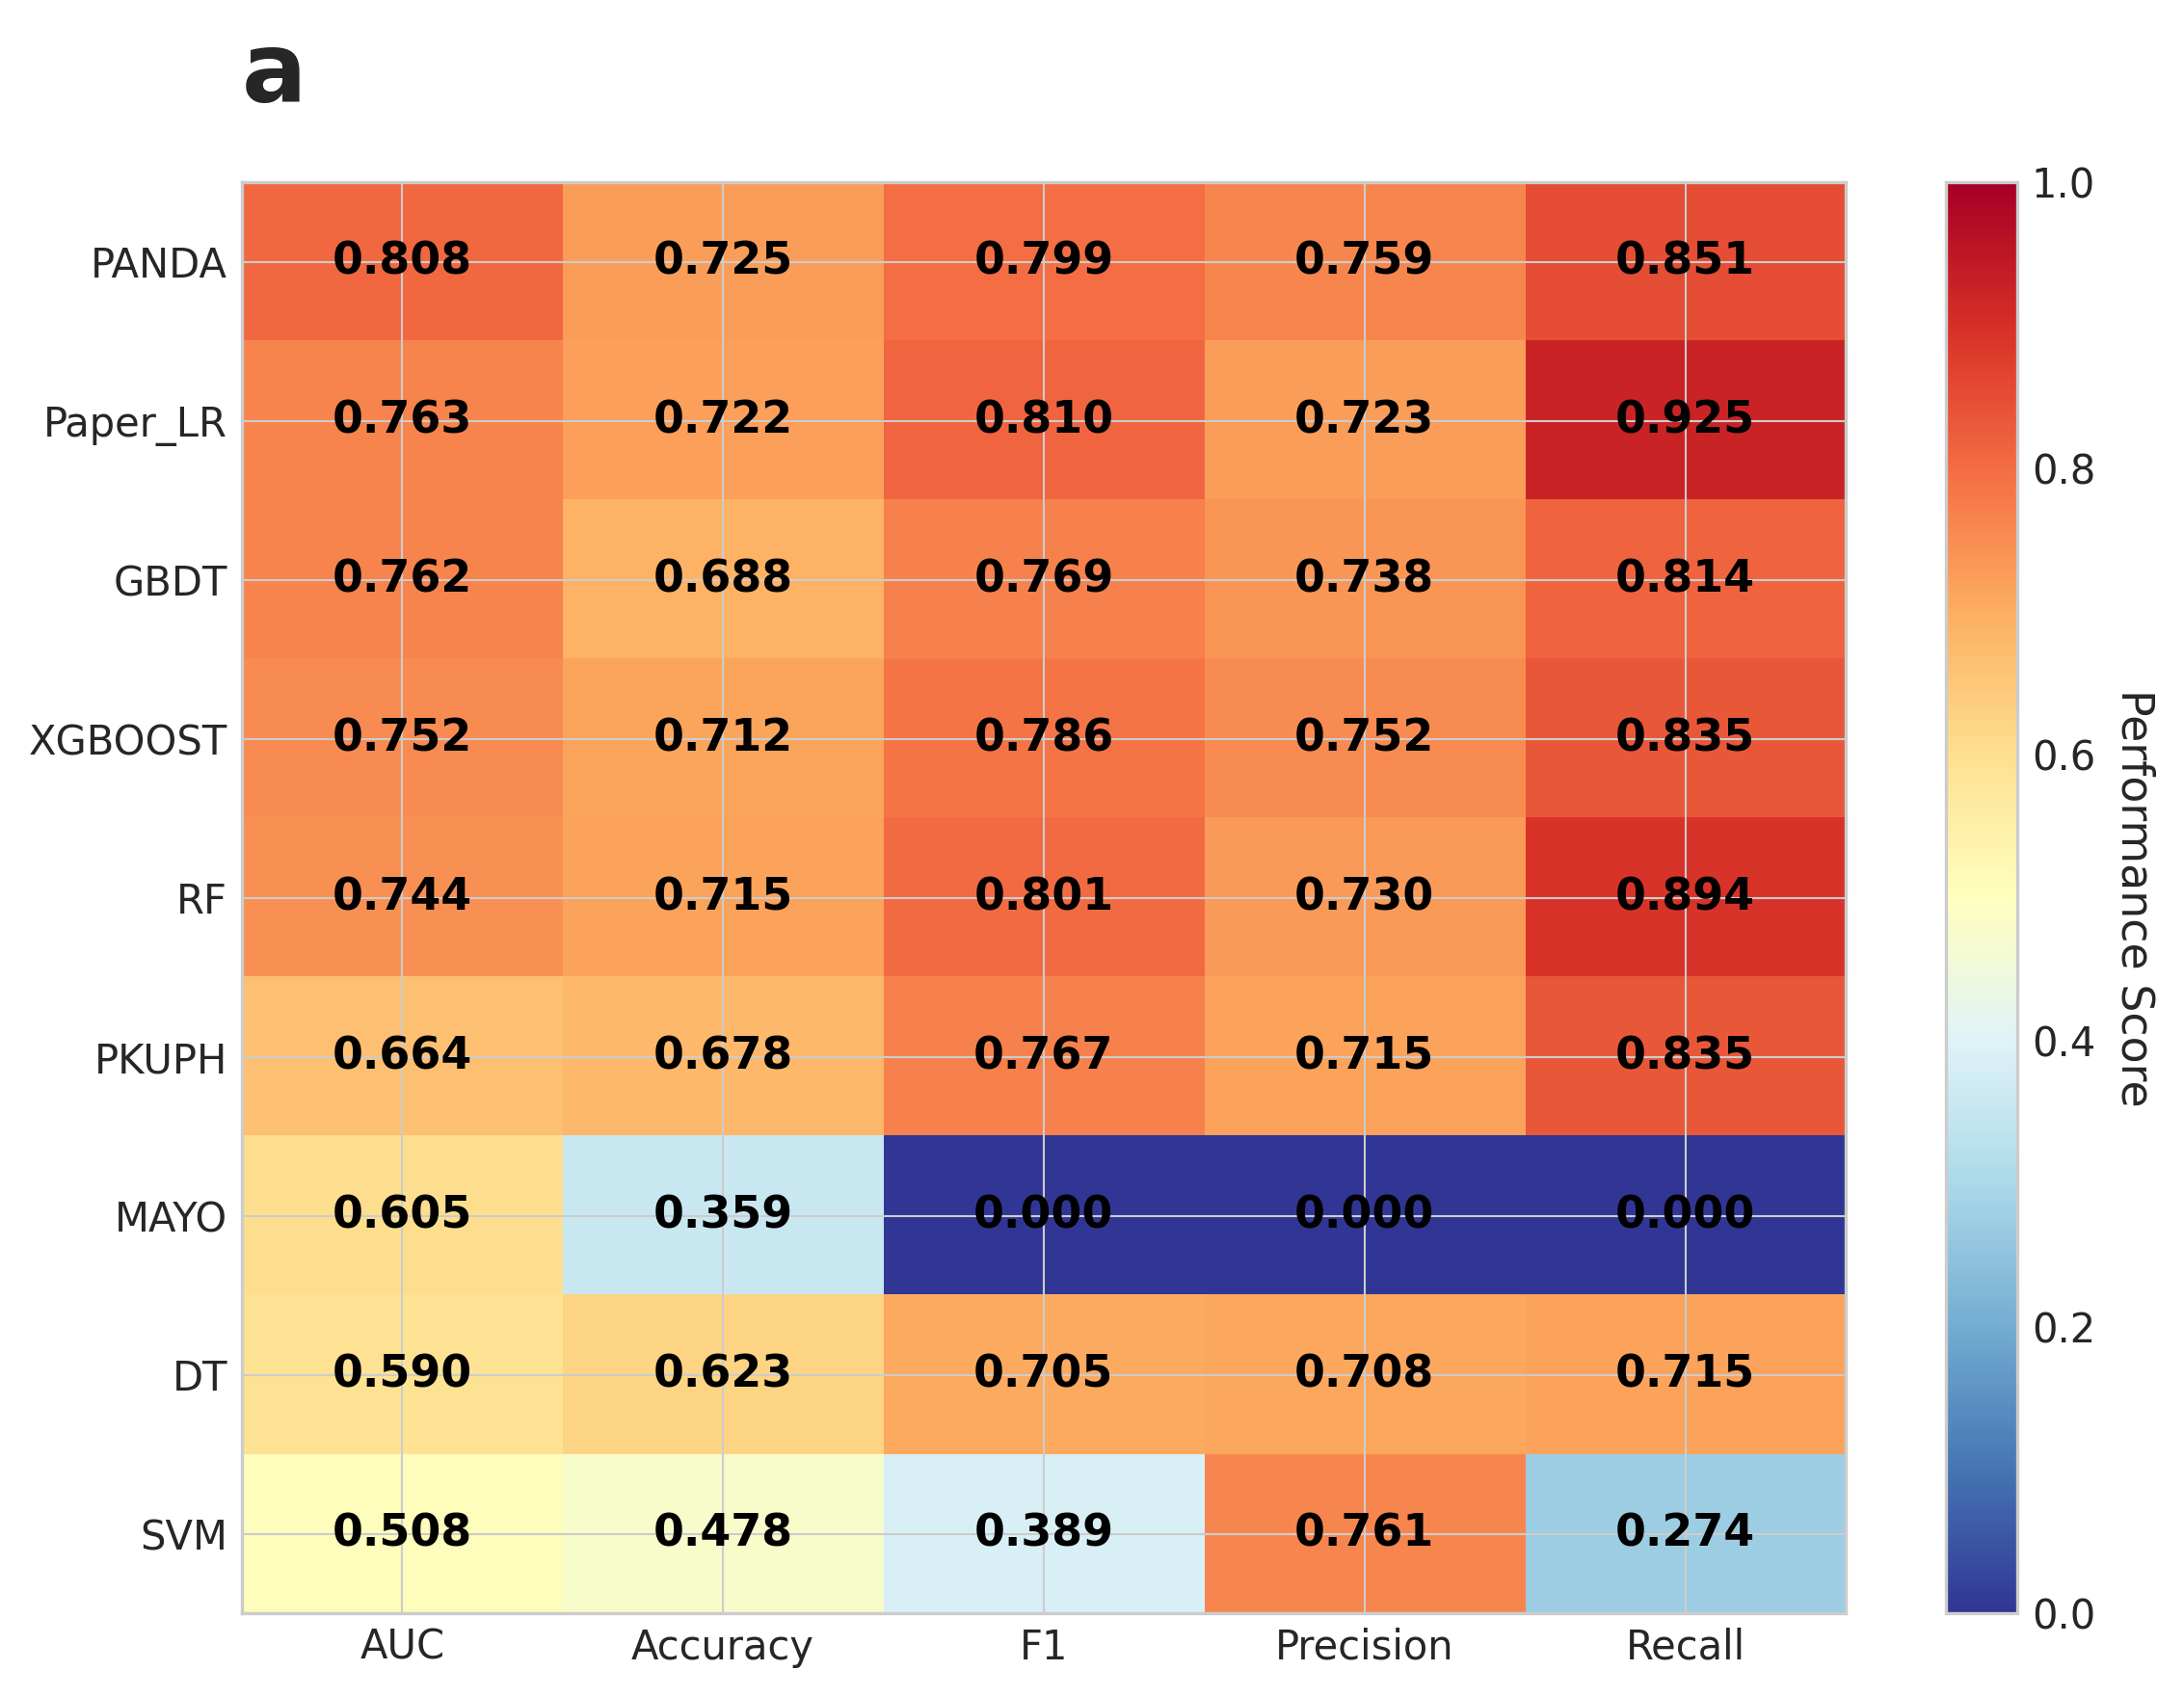 a
PANDA 0.808 0.725 0.799 0.759 0.851
Paper_LR 0.763 0.722 0.810 0.723 0.925
GBDT 0.762 0.688 0.769 0.738 0.814
XGBOOST 0.752 0.712 0.786 0.752 0.835
RF 0.744 0.715 0.801 0.730 0.894
PKUPH 0.664 0.678 0.767 0.715 0.835
MAYO 0.605 0.359 0.000 0.000 0.000
DT 0.590 0.623 0.705 0.708 0.715
SVM 0.508 0.478 0.389 0.761 0.274
AUC Accuracy F1 Precision Recall
1.0
0.8
0.6
0.4
0.2
0.0
Performance Score